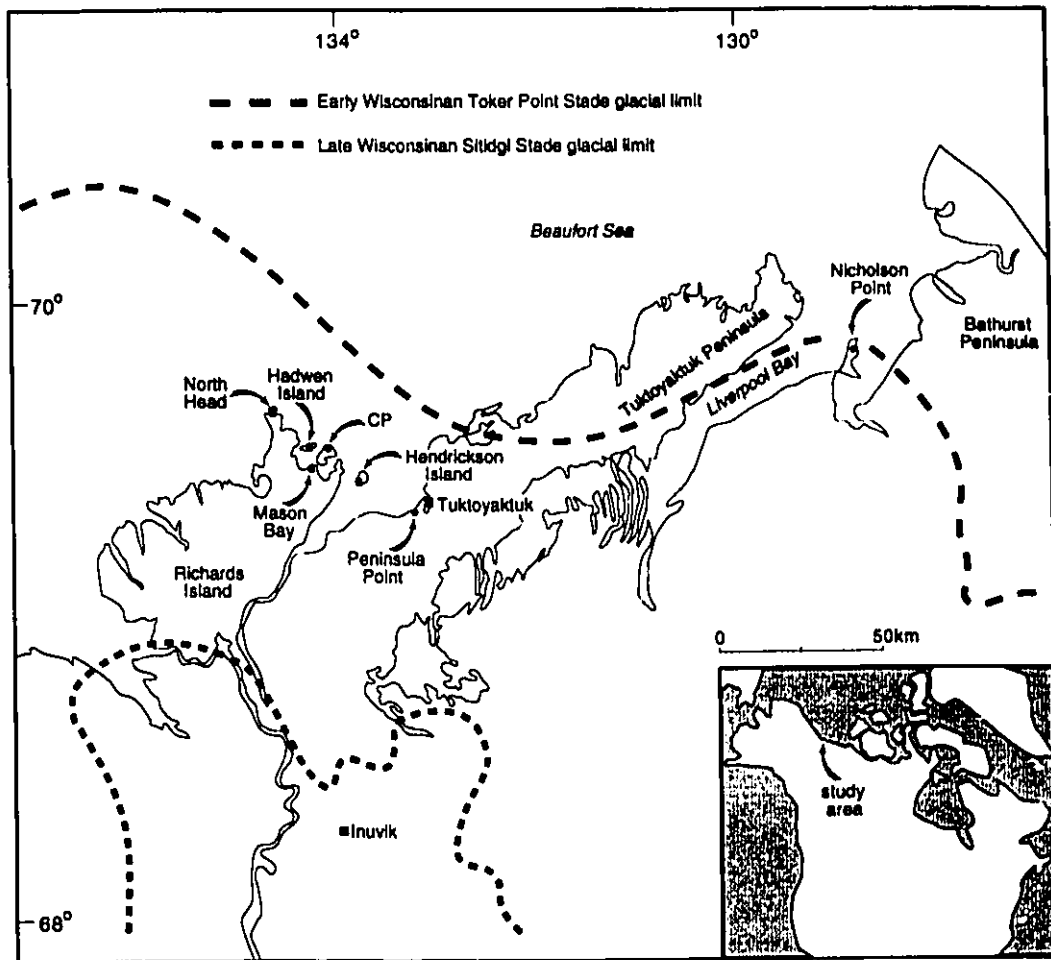 134°
130°
Early Wisconsinan Toker Point Stade glacial limit
Late Wisconsinan Sitidgi Stade glacial limit
Beaufort Sea
70°
Nicholson
Point
Bathurst
Peninsula
Tuktoyaktuk Peninsula
Liverpool Bay
North
Head
Hadwen
Island
CP
Hendrickson
Island
Mason
Bay
Tuktoyaktuk
Peninsula
Point
Richards
Island
0 50km
study
area
Inuvik
68°